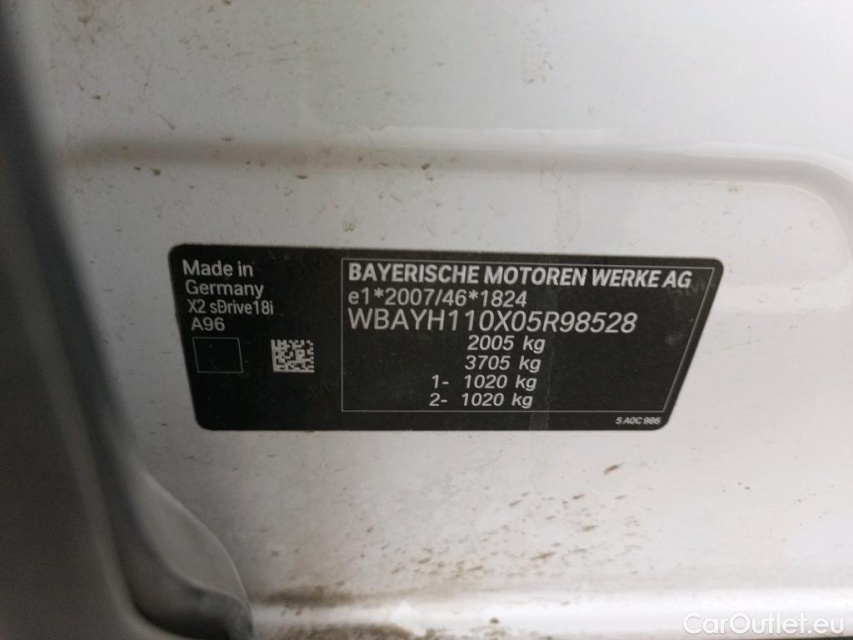 Made in
Germany
X2 sDrive18i
A96
BAYERISCHE MOTOREN WERKE AG
e1*2007/46*1824
WBAYH110X05R98528
2005 kg
3705 kg
1- 1020 kg
2- 1020 kg
5 A0C 986
CarOutlet.eu